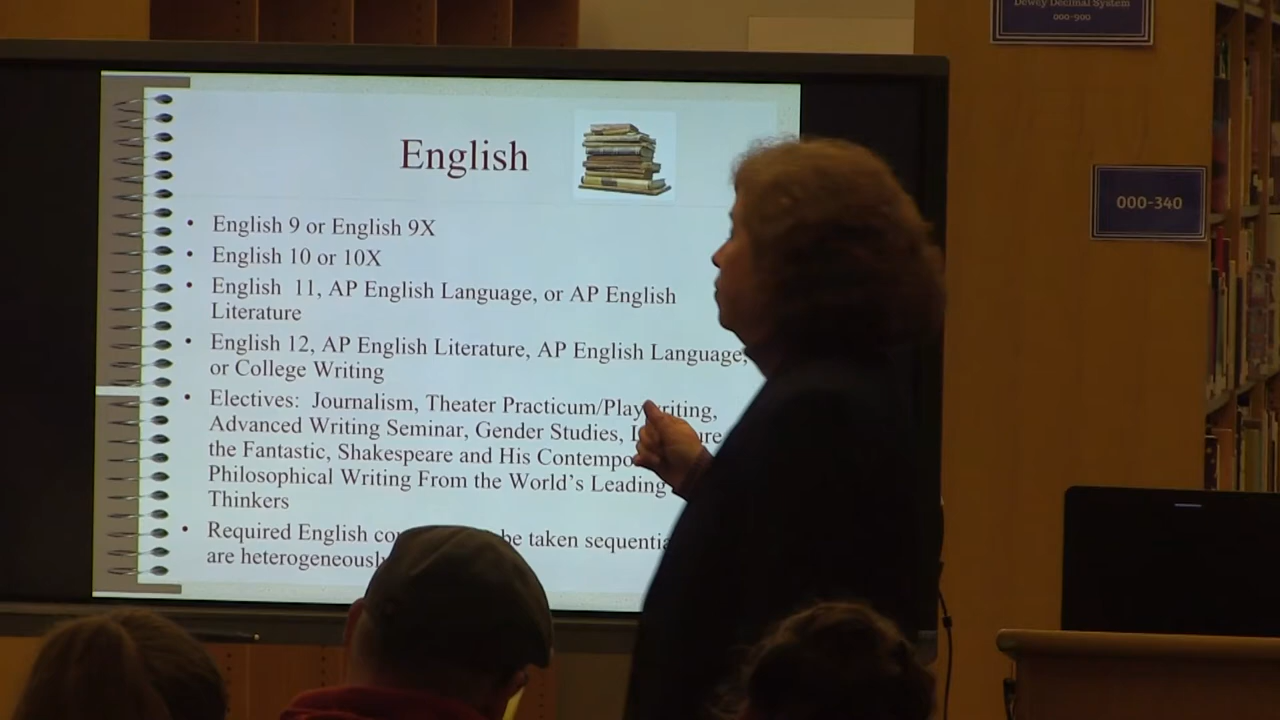 Dewey Decimal System
000-900
000-340
English
• English 9 or English 9X
• English 10 or 10X
• English 11, AP English Language, or AP English
Literature
• English 12, AP English Literature, AP English Language,
or College Writing
• Electives: Journalism, Theater Practicum/Playwriting,
Advanced Writing Seminar, Gender Studies,
the Fantastic, Shakespeare and His
Philosophical Writing From the World's Leading
Thinkers
• Required English be taken
are